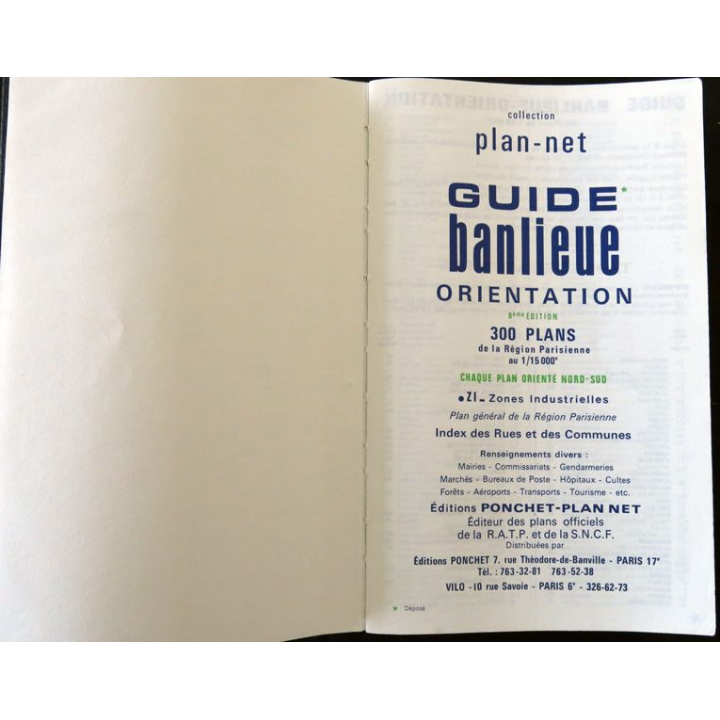 collection
plan-net
GUIDE*
banlieue
ORIENTATION
8ème EDITION
300 PLANS
de la Région Parisienne
au 1/15 000e
CHAQUE PLAN ORIENTE NORD-SUD
•ZI - Zones Industrielles
Plan général de la Région Parisienne
Index des Rues et des Communes
Renseignements divers :
Mairies - Commissariats - Gendarmeries
Marchés - Bureaux de Poste - Hôpitaux - Cultes
Forêts - Aéroports - Transports - Tourisme - etc.
Éditions PONCHET-PLAN NET
Éditeur des plans officiels
de la R.A.T.P. et de la S.N.C.F.
Distribuées par
Éditions PONCHET 7, rue Théodore-de-Banville - PARIS 17e
Tél. : 763-32-81 763-52-38
VILO - 10 rue Savoie - PARIS 6e - 326-62-73
* Déposé